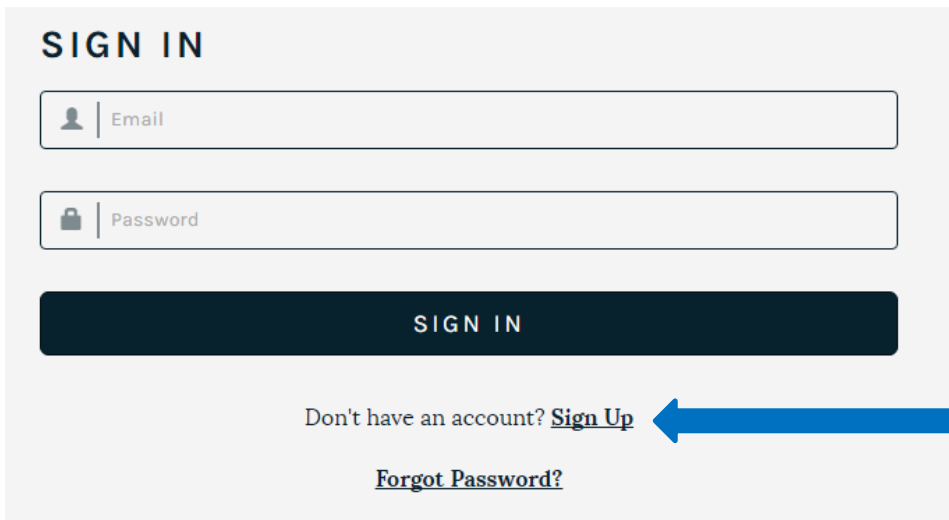 SIGN IN
Email
Password
SIGN IN
Don't have an account? Sign Up
Forgot Password?